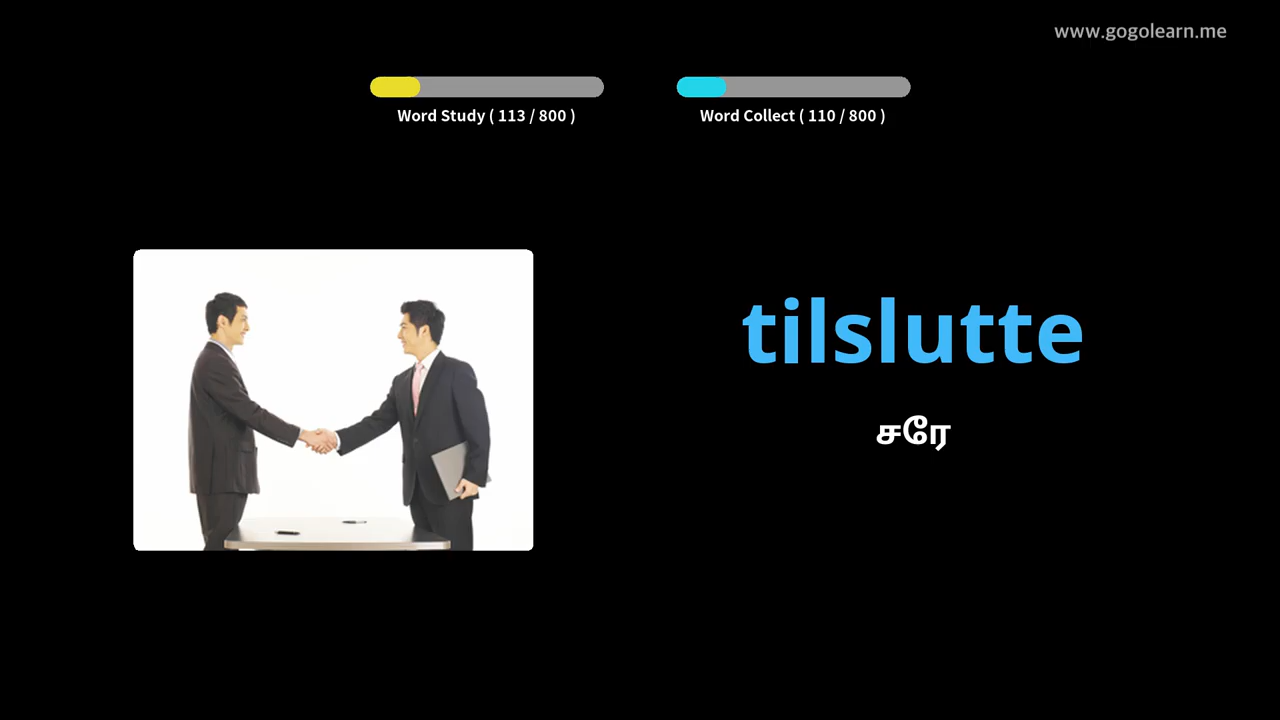 www.gogolearn.me
Word Study ( 113 / 800 )
Word Collect ( 110 / 800 )
tilslutte
சரே